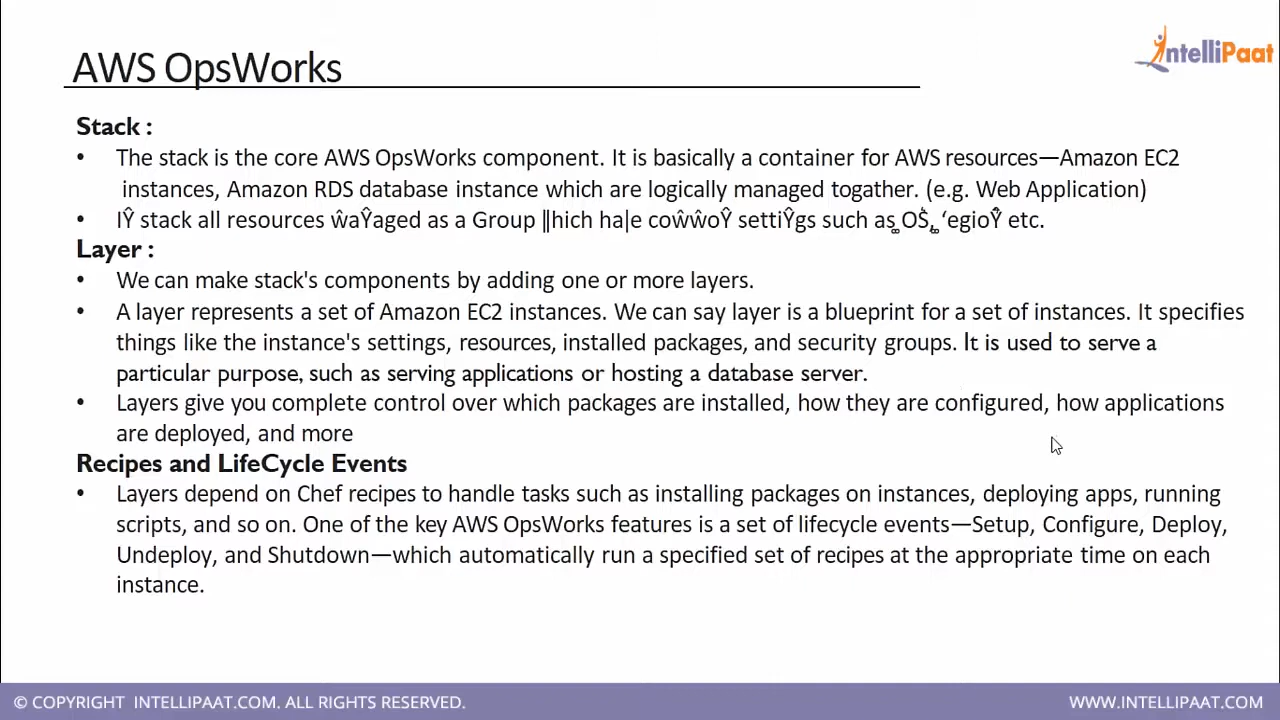 AWS OpsWorks
IntelliPaat
Stack :
• The stack is the core AWS OpsWorks component. It is basically a container for AWS resources—Amazon EC2
instances, Amazon RDS database instance which are logically managed togather. (e.g. Web Application)
• IŸ stack all resources ŵaŸaged as a Group ‖hich ha|e coŵŵoŸ settiŸgs such as OS, ‘egioŸ etc.
Layer :
• We can make stack's components by adding one or more layers.
• A layer represents a set of Amazon EC2 instances. We can say layer is a blueprint for a set of instances. It specifies
things like the instance's settings, resources, installed packages, and security groups. It is used to serve a
particular purpose, such as serving applications or hosting a database server.
• Layers give you complete control over which packages are installed, how they are configured, how applications
are deployed, and more
Recipes and LifeCycle Events
• Layers depend on Chef recipes to handle tasks such as installing packages on instances, deploying apps, running
scripts, and so on. One of the key AWS OpsWorks features is a set of lifecycle events—Setup, Configure, Deploy,
Undeploy, and Shutdown—which automatically run a specified set of recipes at the appropriate time on each
instance.
© COPYRIGHT INTELLIPAAT.COM. ALL RIGHTS RESERVED.
WWW.INTELLIPAAT.COM